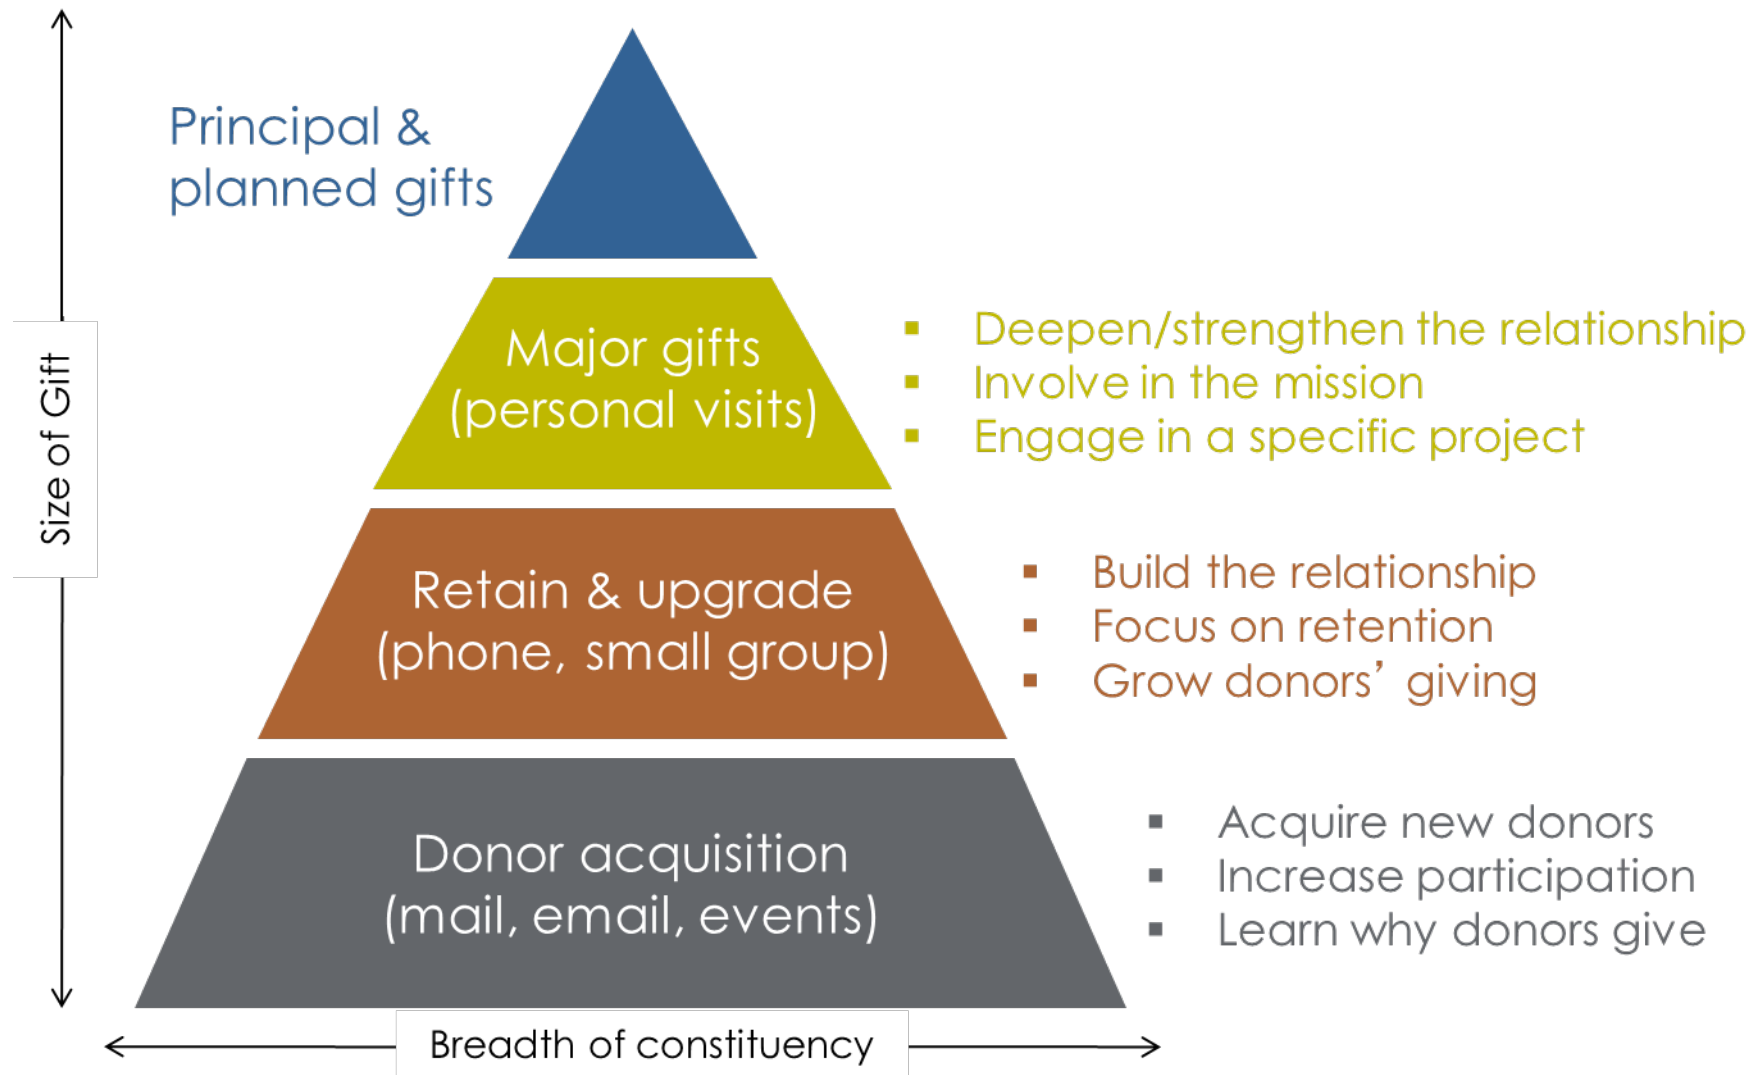 Principal &
planned gifts
Major gifts
(personal visits)
▪ Deepen/strengthen the relationship
▪ Involve in the mission
▪ Engage in a specific project
Size of Gift
Retain & upgrade
(phone, small group)
▪ Build the relationship
▪ Focus on retention
▪ Grow donors’ giving
Donor acquisition
(mail, email, events)
▪ Acquire new donors
▪ Increase participation
▪ Learn why donors give
Breadth of constituency